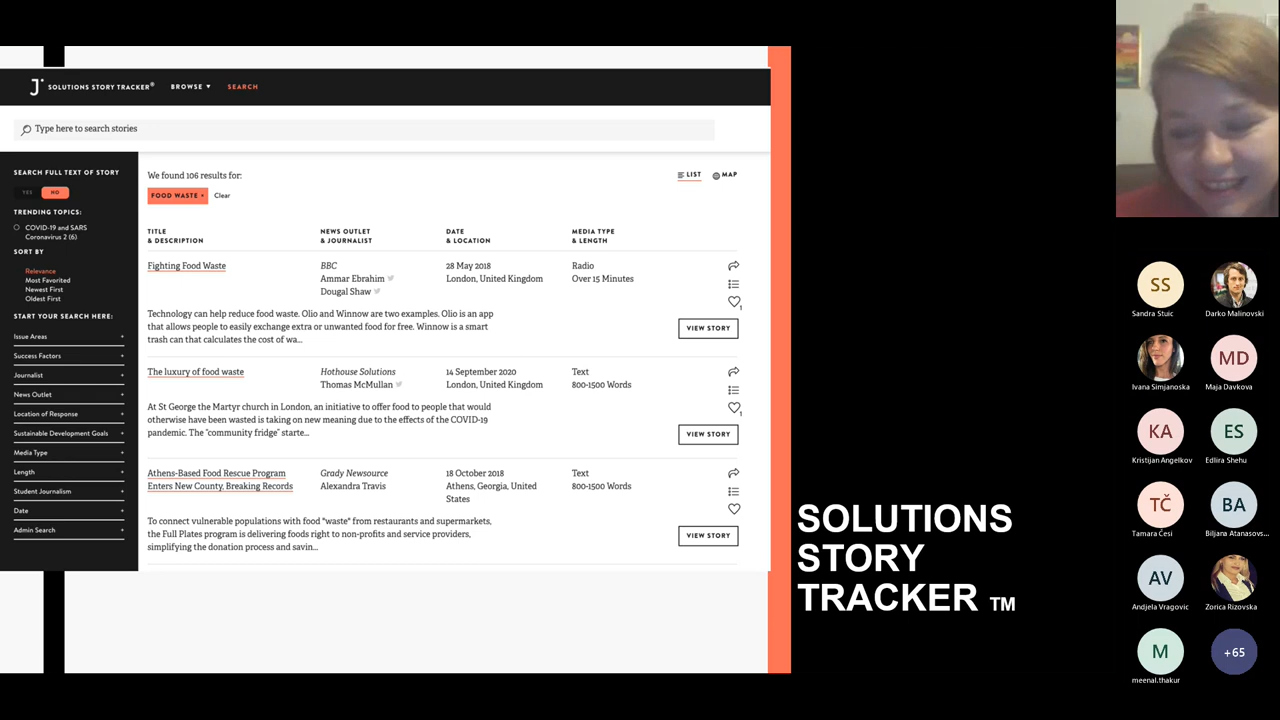 J SOLUTIONS STORY TRACKER®
BROWSE ▼
SEARCH
Type here to search stories
SEARCH FULL TEXT OF STORY
YES
NO
TRENDING TOPICS:
COVID-19 and SARS
Coronavirus 2 (6)
SORT BY
Relevance
Most Favorited
Newest First
Oldest First
START YOUR SEARCH HERE:
Issue Areas +
Success Factors +
Journalist +
News Outlet +
Location of Response +
Sustainable Development Goals +
Media Type +
Length +
Student Journalism +
Date +
Admin Search +
We found 106 results for:
LIST
MAP
FOOD WASTE ×
Clear
TITLE
& DESCRIPTION
NEWS OUTLET
& JOURNALIST
DATE
& LOCATION
MEDIA TYPE
& LENGTH
Fighting Food Waste
BBC
Ammar Ebrahim
Dougal Shaw
28 May 2018
London, United Kingdom
Radio
Over 15 Minutes
1
Technology can help reduce food waste. Olio and Winnow are two examples. Olio is an app
that allows people to easily exchange extra or unwanted food for free. Winnow is a smart
trash can that calculates the cost of wa...
VIEW STORY
The luxury of food waste
Hothouse Solutions
Thomas McMullan
14 September 2020
London, United Kingdom
Text
800-1500 Words
1
At St George the Martyr church in London, an initiative to offer food to people that would
otherwise have been wasted is taking on new meaning due to the effects of the COVID-19
pandemic. The “community fridge” starte...
VIEW STORY
Athens-Based Food Rescue Program
Enters New County, Breaking Records
Grady Newsource
Alexandra Travis
18 October 2018
Athens, Georgia, United
States
Text
800-1500 Words
To connect vulnerable populations with food "waste" from restaurants and supermarkets,
the Full Plates program is delivering foods right to non-profits and service providers,
simplifying the donation process and savin...
VIEW STORY
SOLUTIONS
STORY
TRACKER TM
SS
Sandra Stuic
Darko Malinovski
Ivana Simjanoska
MD
Maja Davkova
KA
Kristijan Angelkov
ES
Edlira Shehu
TČ
Tamara Česi
BA
Biljana Atanasovs...
AV
Andjela Vragovic
Zorica Rizovska
M
meenal.thakur
+65